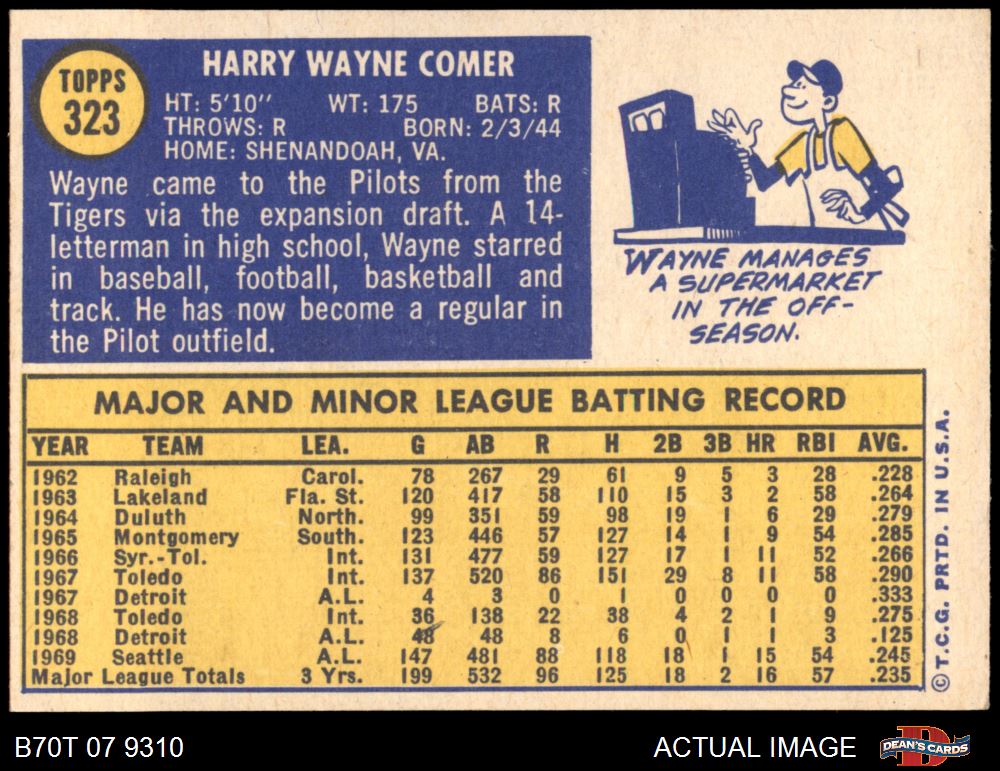 TOPPS
323
HARRY WAYNE COMER
HT: 5'10" WT: 175 BATS: R
THROWS: R BORN: 2/3/44
HOME: SHENANDOAH, VA.
Wayne came to the Pilots from the
Tigers via the expansion draft. A 14-
letterman in high school, Wayne starred
in baseball, football, basketball and
track. He has now become a regular in
the Pilot outfield.
WAYNE MANAGES
A SUPERMARKET
IN THE OFF-
SEASON.
MAJOR AND MINOR LEAGUE BATTING RECORD
YEAR TEAM LEA. G AB R H 2B 3B HR RBI AVG.
1962 Raleigh Carol. 78 267 29 61 9 5 3 28 .228
1963 Lakeland Fla. St. 120 417 58 110 15 3 2 58 .264
1964 Duluth North. 99 351 59 98 19 1 6 29 .279
1965 Montgomery South. 123 446 57 127 14 1 9 54 .285
1966 Syr.-Tol. Int. 131 477 59 127 17 1 11 52 .266
1967 Toledo Int. 137 520 86 151 29 8 11 58 .290
1967 Detroit A.L. 4 3 0 1 0 0 0 0 .333
1968 Toledo Int. 36 138 22 38 4 2 1 9 .275
1968 Detroit A.L. 48 48 8 6 0 1 1 3 .125
1969 Seattle A.L. 147 481 88 118 18 1 15 54 .245
Major League Totals 3 Yrs. 199 532 96 125 18 2 16 57 .235
©T.C.G. PRTD. IN U.S.A.
B70T 07 9310
ACTUAL IMAGE
DEAN'S CARDS